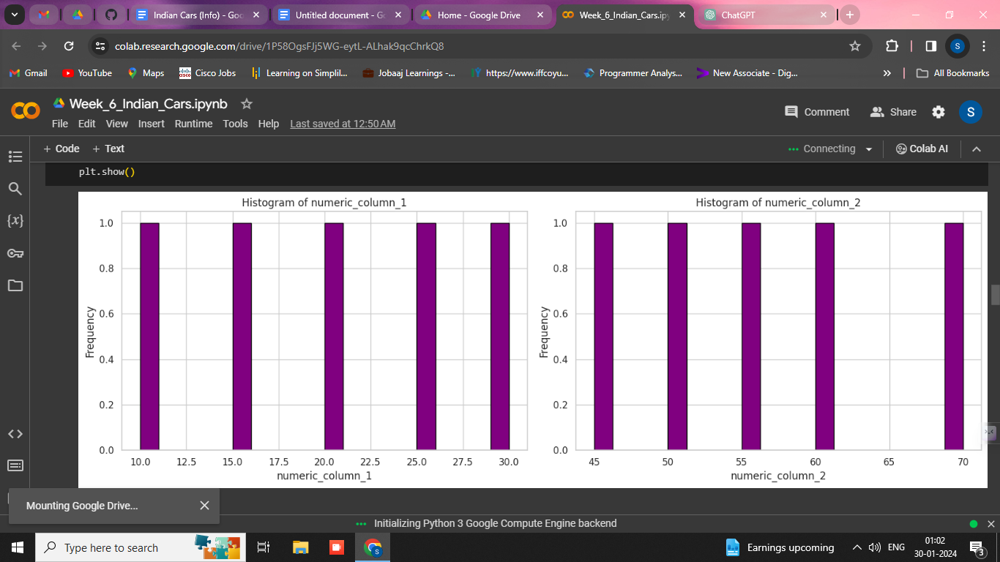 Indian Cars (Info) - Goo
Untitled document - Go
Home - Google Drive
Week_6_Indian_Cars.ipy
ChatGPT
colab.research.google.com/drive/1P58OgsFJj5WG-eytL-ALhak9qcChrkQ8
S
Gmail
YouTube
Maps
Cisco Jobs
Learning on Simplil...
Jobaaj Learnings -...
https://www.iffcoyu...
Programmer Analys...
New Associate - Dig...
»
All Bookmarks
Week_6_Indian_Cars.ipynb
File Edit View Insert Runtime Tools Help Last saved at 12:50 AM
Comment
Share
S
+ Code + Text
Connecting
Colab AI
{x}
plt.show()
Histogram of numeric_column_1
Frequency
1.0
0.8
0.6
0.4
0.2
0.0
10.0 12.5 15.0 17.5 20.0 22.5 25.0 27.5 30.0
numeric_column_1
Histogram of numeric_column_2
Frequency
1.0
0.8
0.6
0.4
0.2
0.0
45 50 55 60 65 70
numeric_column_2
Mounting Google Drive...
Initializing Python 3 Google Compute Engine backend
Type here to search
Earnings upcoming
ENG
01:02
30-01-2024
3